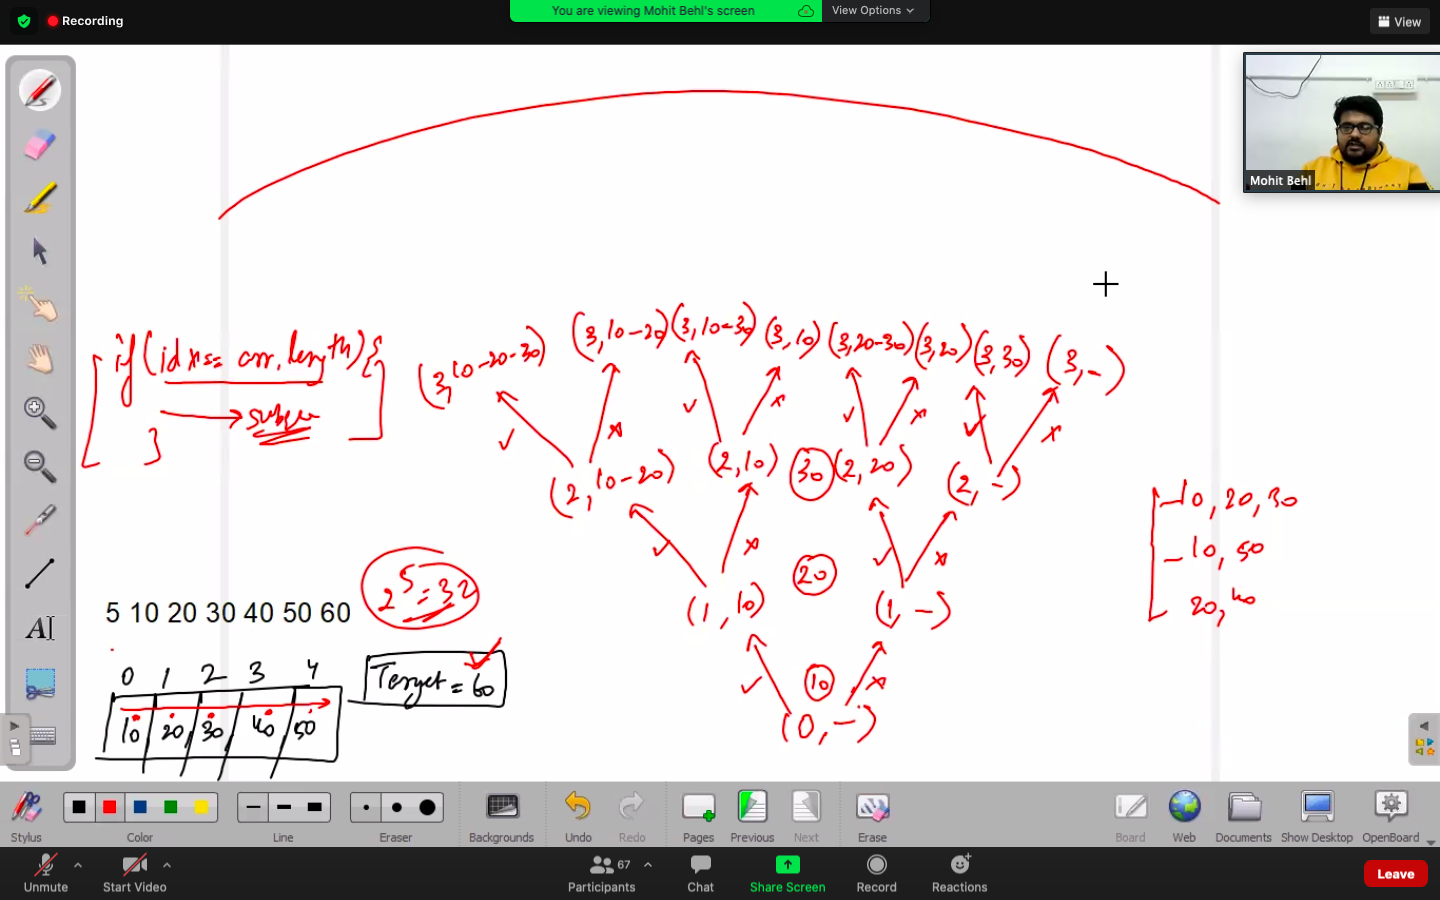 Recording
You are viewing Mohit Behl's screen
View Options
View
Mohit Behl
if (idx == arr.length){
}
(3,10-20-30) (3,10-20) (3,10-30) (3,10) (3,20-30) (3,20) (3,30) (3,-)
(2,10-20) (2,10) 30 (2,20) (2,-)
(1,10) 20 (1,-)
10
(0,-)
-10,20,30
-10,50
20,40
2^5=32
5 10 20 30 40 50 60
0 1 2 3 4
10 20 30 40 50
Target = 60
Stylus
Color
Line
Eraser
Backgrounds
Undo
Redo
Pages
Previous
Next
Erase
Board
Web
Documents
Show Desktop
OpenBoard
Unmute
Start Video
67
Participants
Chat
Share Screen
Record
Reactions
Leave